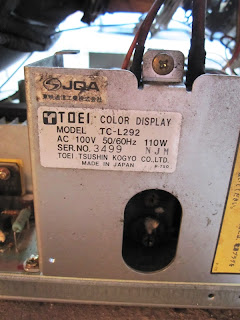 JQA
TOEI COLOR DISPLAY
MODEL TC-L292
AC 100V 50/60Hz 110W
SER.NO. 3499 NJH
TOEI TSUSHIN KOGYO CO.LTD.
MADE IN JAPAN